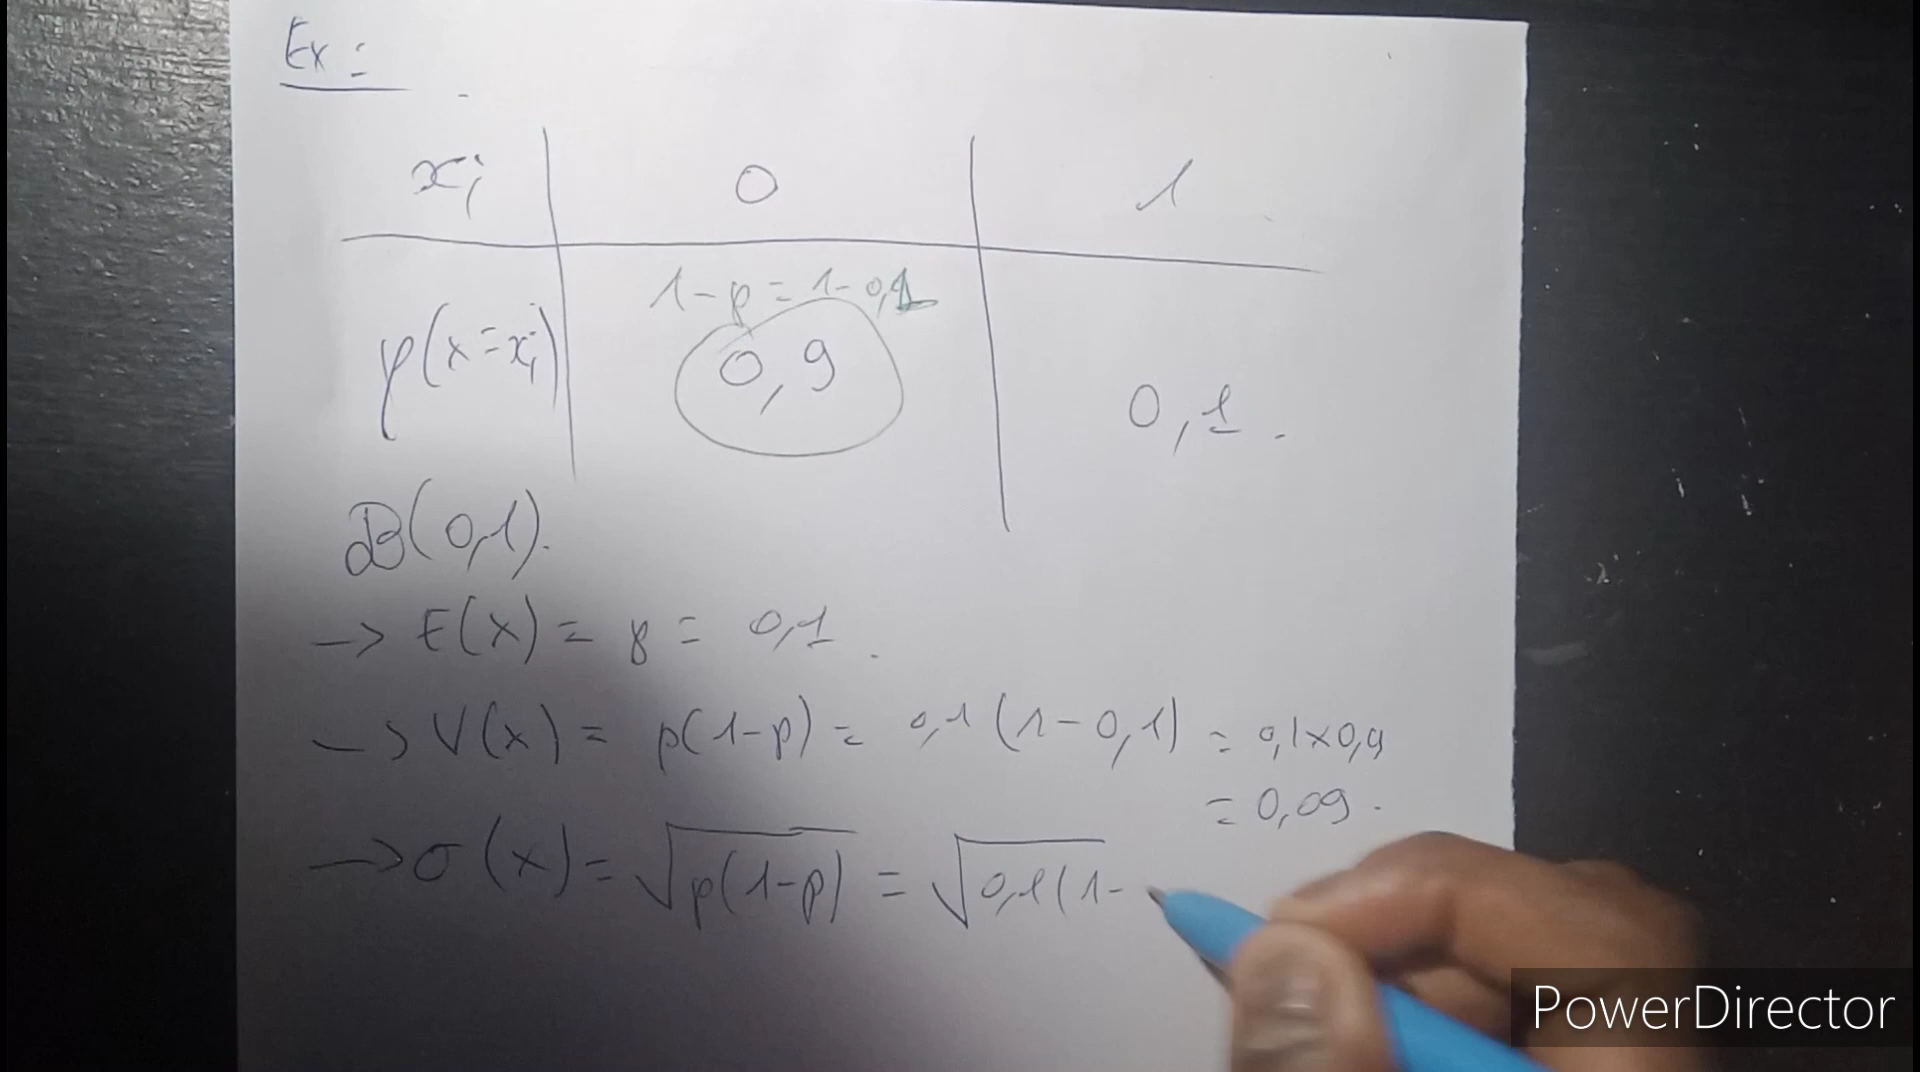 Ex :
xi 0 1
1-p = 1-0,1
p(x=xi) 0,9 0,1.
B(0,1).
→ E(x) = p = 0,1.
→ V(x) = p(1-p) = 0,1 (1-0,1) = 0,1×0,9
= 0,09.
→ σ(x) = √p(1-p) = √0,1(1-
PowerDirector